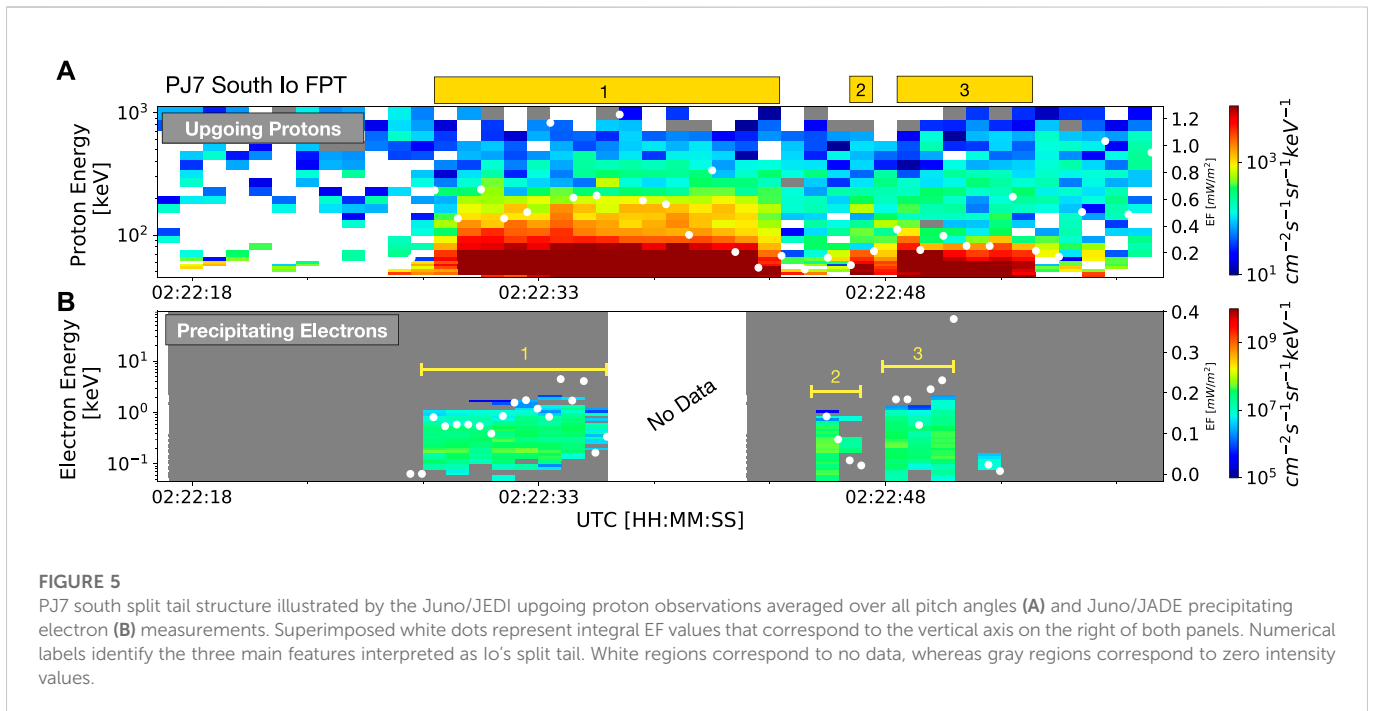 A
PJ7 South Io FPT
1
2
3
Upgoing Protons
Proton Energy
[keV]
10³
10²
1.2
1.0
0.8
0.6
0.4
0.2
EF [mW/m²]
10³
10¹
cm⁻²s⁻¹sr⁻¹keV⁻¹
02:22:18
02:22:33
02:22:48
B
Precipitating Electrons
Electron Energy
[keV]
10¹
10⁰
10⁻¹
1
No Data
2
3
0.4
0.3
0.2
0.1
0.0
EF [mW/m²]
10⁹
10⁷
10⁵
cm⁻²s⁻¹sr⁻¹keV⁻¹
02:22:18
02:22:33
02:22:48
UTC [HH:MM:SS]
FIGURE 5
PJ7 south split tail structure illustrated by the Juno/JEDI upgoing proton observations averaged over all pitch angles (A) and Juno/JADE precipitating
electron (B) measurements. Superimposed white dots represent integral EF values that correspond to the vertical axis on the right of both panels. Numerical
labels identify the three main features interpreted as Io's split tail. White regions correspond to no data, whereas gray regions correspond to zero intensity
values.